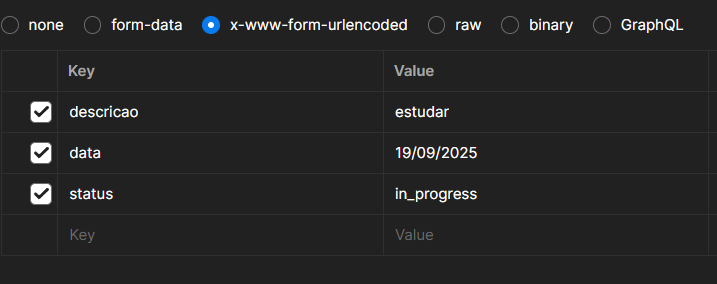 none form-data x-www-form-urlencoded raw binary GraphQL
Key Value
descricao estudar
data 19/09/2025
status in_progress
Key Value